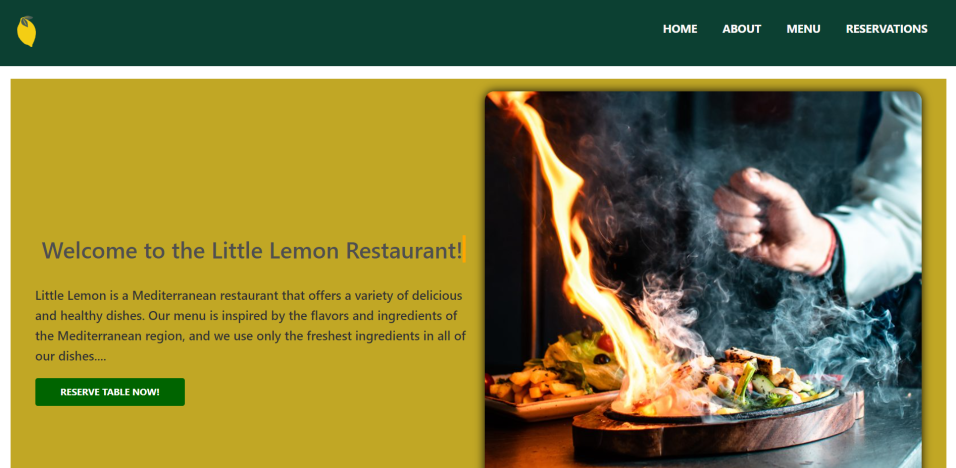 HOME ABOUT MENU RESERVATIONS
Welcome to the Little Lemon Restaurant!
Little Lemon is a Mediterranean restaurant that offers a variety of delicious
and healthy dishes. Our menu is inspired by the flavors and ingredients of
the Mediterranean region, and we use only the freshest ingredients in all of
our dishes....
RESERVE TABLE NOW!